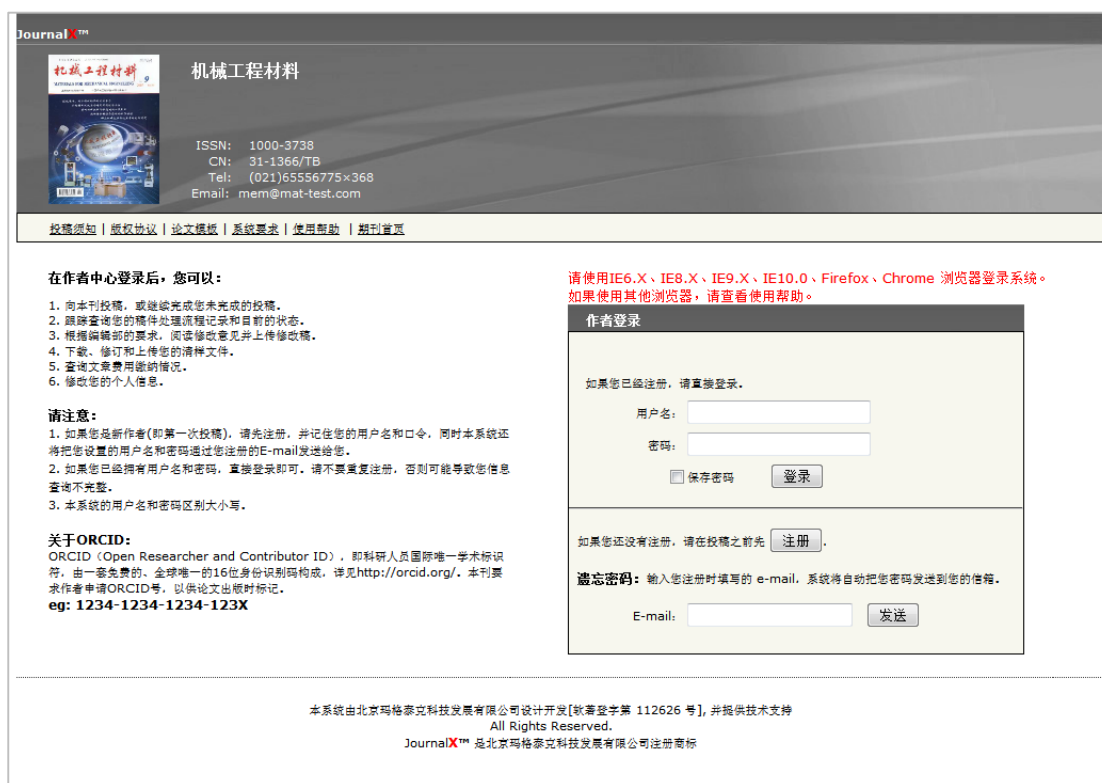 JournalX™
机械工程材料
9
机械工程材料
ISSN: 1000-3738
CN: 31-1366/TB
Tel: (021)65556775×368
Email: mem@mat-test.com
投稿须知 | 版权协议 | 论文模板 | 系统要求 | 使用帮助 | 期刊首页
在作者中心登录后，您可以：
1. 向本刊投稿，或继续完成您未完成的投稿。
2. 跟踪查询您的稿件处理流程记录和目前的状态。
3. 根据编辑部的要求，阅读修改意见并上传修改稿。
4. 下载、修订和上传您的清样文件。
5. 查询文章费用缴纳情况。
6. 修改您的个人信息。
请注意：
1. 如果您是新作者(即第一次投稿)，请先注册，并记住您的用户名和口令，同时本系统还
将把您设置的用户名和密码通过您注册的E-mail发送给您。
2. 如果您已经拥有用户名和密码，直接登录即可。请不要重复注册，否则可能导致您信息
查询不完整。
3. 本系统的用户名和密码区别大小写。
关于ORCID：
ORCID（Open Researcher and Contributor ID），即科研人员国际唯一学术标识
符，由一套免费的、全球唯一的16位身份识别码构成，详见http://orcid.org/。本刊要
求作者申请ORCID号，以供论文出版时标记。
eg: 1234-1234-1234-123X
请使用IE6.X、IE8.X、IE9.X、IE10.0、Firefox、Chrome 浏览器登录系统。
如果使用其他浏览器，请查看使用帮助。
作者登录
如果您已经注册，请直接登录。
用户名：
密码：
保存密码 登录
如果您还没有注册，请在投稿之前先 注册 。
遗忘密码：输入您注册时填写的 e-mail，系统将自动把您密码发送到您的信箱。
E-mail： 发送
本系统由北京玛格泰克科技发展有限公司设计开发[软著登字第 112626 号], 并提供技术支持
All Rights Reserved.
JournalX™ 是北京玛格泰克科技发展有限公司注册商标